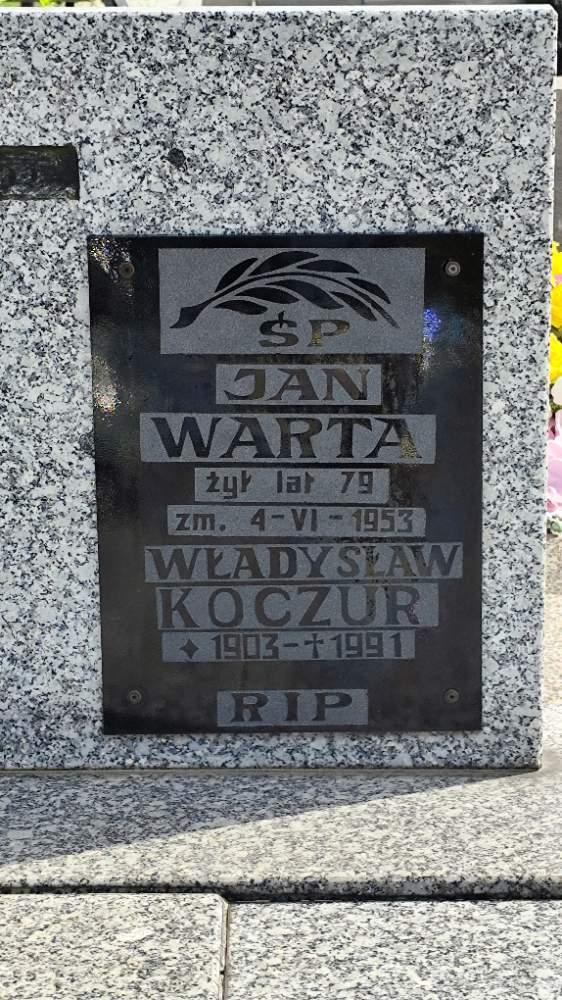 ŚP
JAN
WARTA
żył lat 79
zm. 4-VI-1953
WŁADYSŁAW
KOCZUR
✦ 1903-†1991
RIP